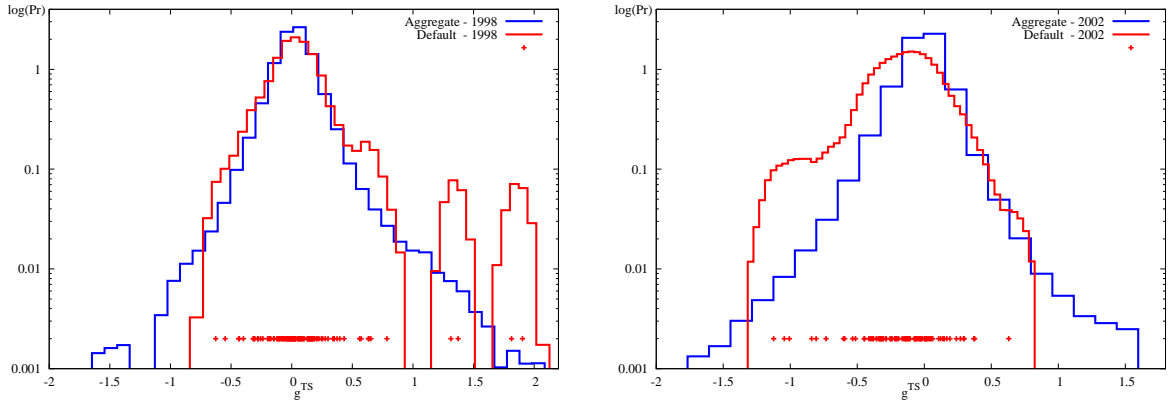 log(Pr)
Aggregate - 1998
Default - 1998
1
0.1
0.01
0.001
-2 -1.5 -1 -0.5 0 0.5 1 1.5 2
g^TS
log(Pr)
Aggregate - 2002
Default - 2002
1
0.1
0.01
0.001
-2 -1.5 -1 -0.5 0 0.5 1 1.5
g^TS